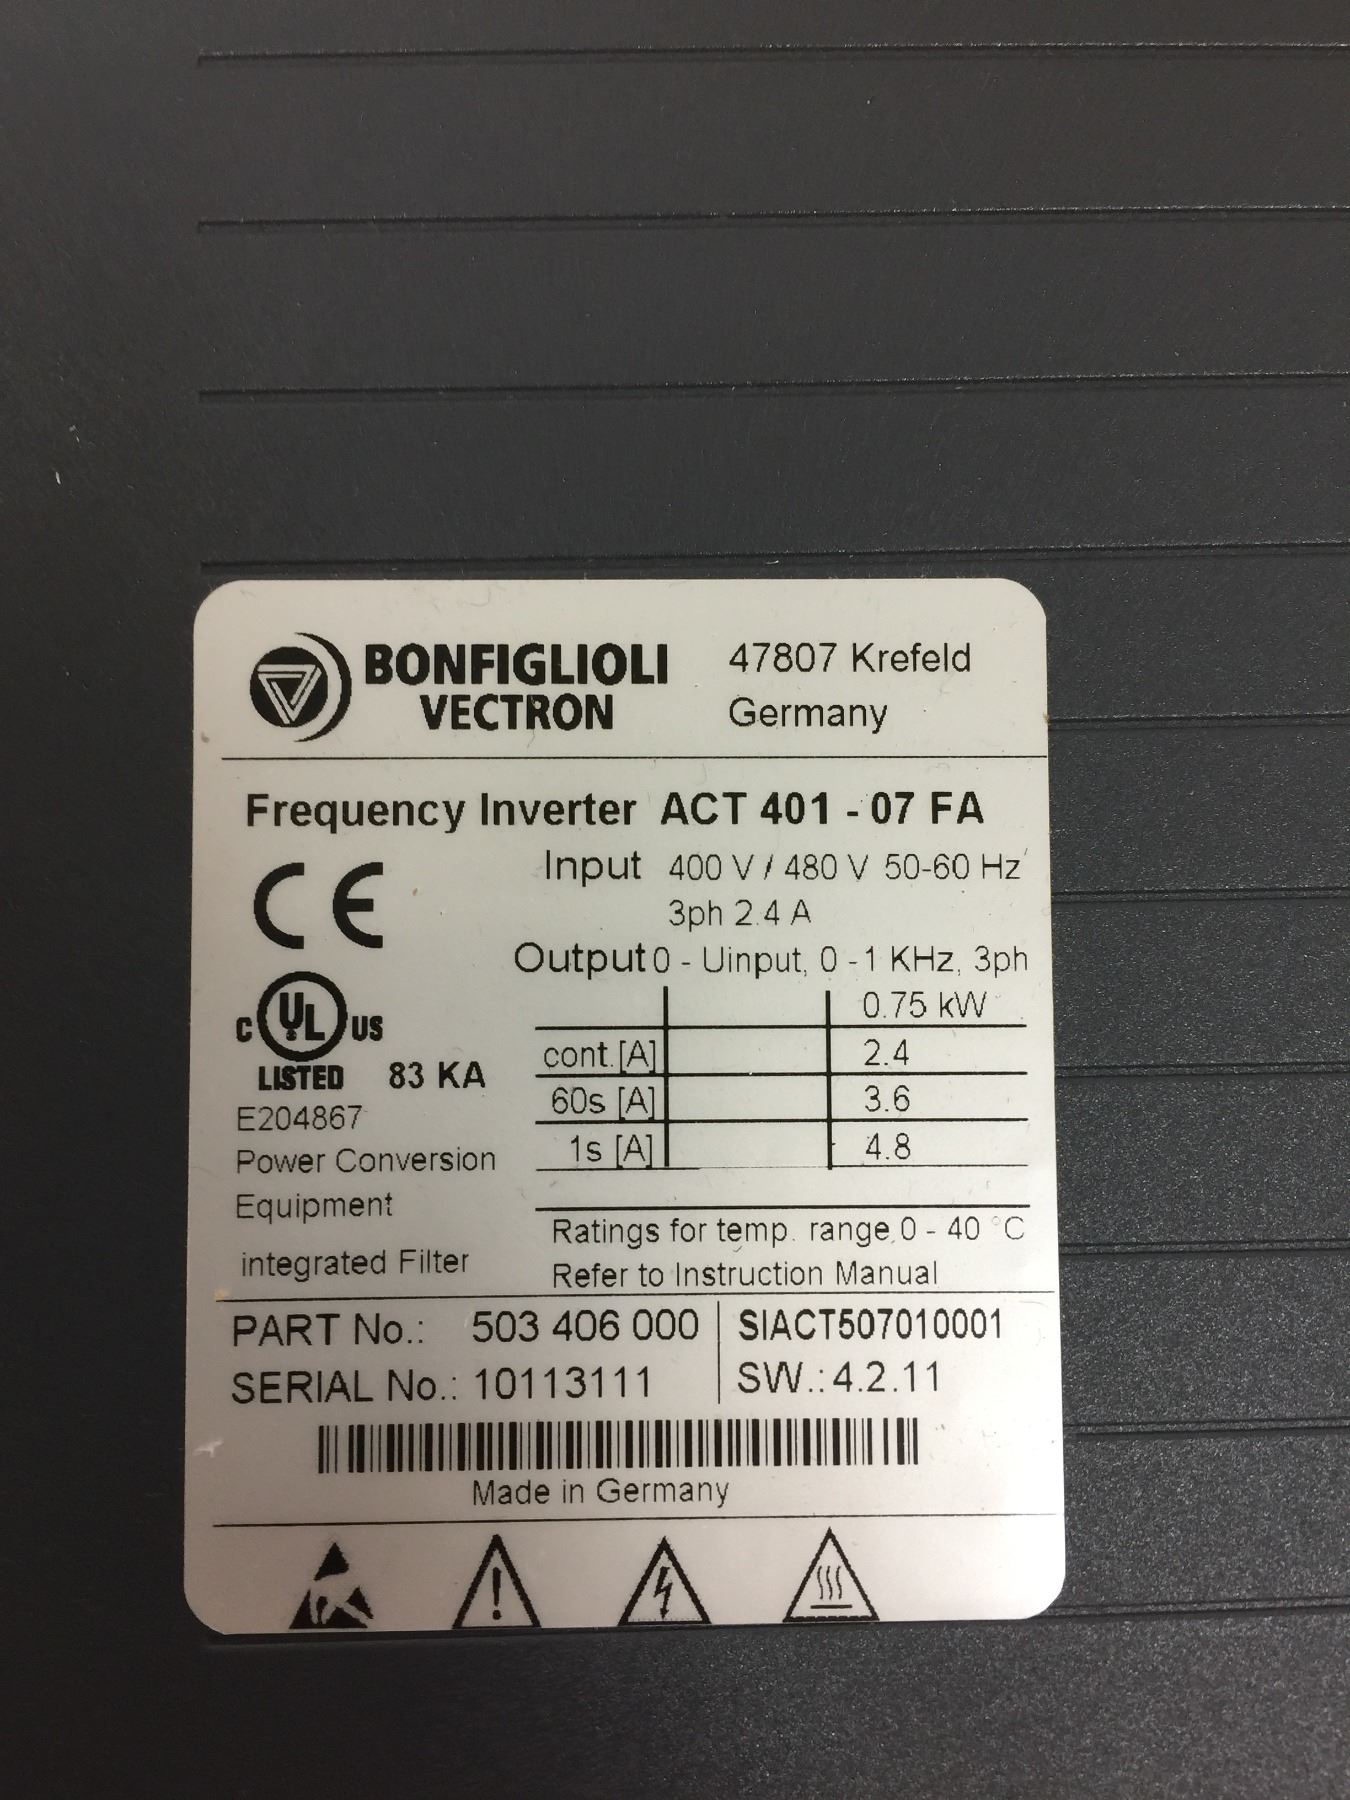 BONFIGLIOLI
VECTRON
47807 Krefeld
Germany
Frequency Inverter ACT 401 - 07 FA
CE
Input 400 V / 480 V 50-60 Hz
3ph 2.4 A
Output 0 - Uinput, 0 -1 KHz, 3ph
0.75 kW
cont.[A] 2.4
60s [A] 3.6
1s [A] 4.8
C UL US
LISTED 83 KA
E204867
Power Conversion
Equipment
integrated Filter
Ratings for temp. range 0 - 40 °C
Refer to Instruction Manual
PART No.: 503 406 000 SIACT507010001
SERIAL No.: 10113111 SW.: 4.2.11
Made in Germany